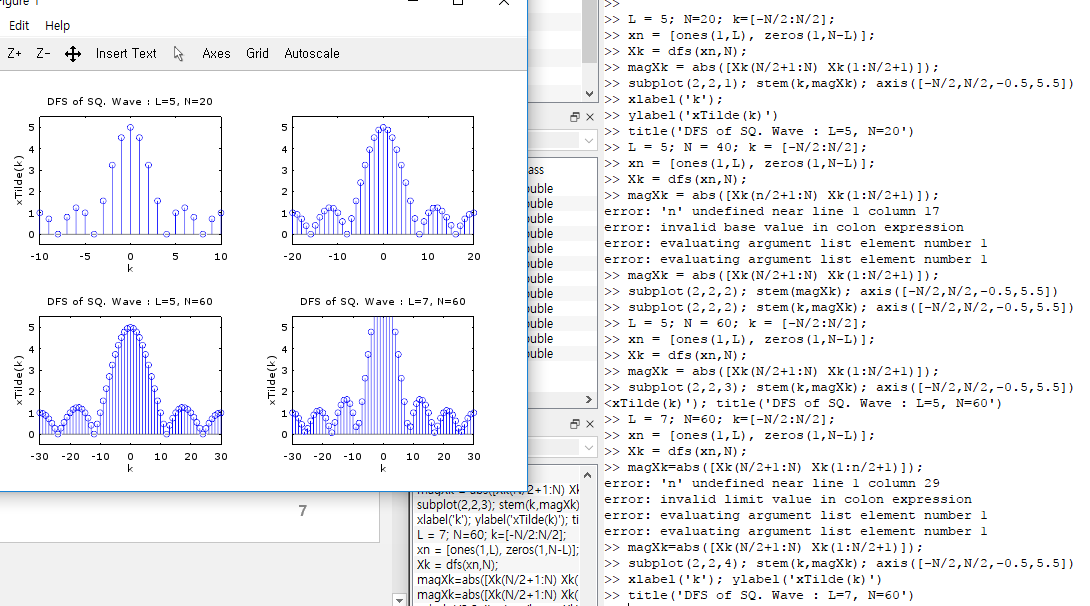 Figure 1
Edit Help
Z+ Z- Insert Text Axes Grid Autoscale
DFS of SQ. Wave : L=5, N=20
5
4
3
2
1
0
xTilde(k)
-10 -5 0 5 10
k
5
4
3
2
1
0
-20 -10 0 10 20
DFS of SQ. Wave : L=5, N=60
5
4
3
2
1
0
xTilde(k)
-30 -20 -10 0 10 20 30
k
DFS of SQ. Wave : L=7, N=60
5
4
3
2
1
0
xTilde(k)
-30 -20 -10 0 10 20 30
k
7
ass
uble
uble
uble
uble
uble
uble
uble
uble
uble
uble
uble
uble
magXk = abs([Xk(N/2+1:N) Xk
subplot(2,2,3); stem(k,magXk)
xlabel('k'); ylabel('xTilde(k)'); ti
L = 7; N=60; k=[-N/2:N/2];
xn = [ones(1,L), zeros(1,N-L)];
Xk = dfs(xn,N);
magXk=abs([Xk(N/2+1:N) Xk(
magXk=abs([Xk(N/2+1:N) Xk(
>>
>> L = 5; N=20; k=[-N/2:N/2];
>> xn = [ones(1,L), zeros(1,N-L)];
>> Xk = dfs(xn,N);
>> magXk = abs([Xk(N/2+1:N) Xk(1:N/2+1)]);
>> subplot(2,2,1); stem(k,magXk); axis([-N/2,N/2,-0.5,5.5])
>> xlabel('k');
>> ylabel('xTilde(k)')
>> title('DFS of SQ. Wave : L=5, N=20')
>> L = 5; N = 40; k = [-N/2:N/2];
>> xn = [ones(1,L), zeros(1,N-L)];
>> Xk = dfs(xn,N);
>> magXk = abs([Xk(n/2+1:N) Xk(1:N/2+1)]);
error: 'n' undefined near line 1 column 17
error: invalid base value in colon expression
error: evaluating argument list element number 1
error: evaluating argument list element number 1
>> magXk = abs([Xk(N/2+1:N) Xk(1:N/2+1)]);
>> subplot(2,2,2); stem(magXk); axis([-N/2,N/2,-0.5,5.5])
>> subplot(2,2,2); stem(k,magXk); axis([-N/2,N/2,-0.5,5.5])
>> L = 5; N = 60; k = [-N/2:N/2];
>> xn = [ones(1,L), zeros(1,N-L)];
>> Xk = dfs(xn,N);
>> magXk = abs([Xk(N/2+1:N) Xk(1:N/2+1)]);
>> subplot(2,2,3); stem(k,magXk); axis([-N/2,N/2,-0.5,5.5])
<xTilde(k)'); title('DFS of SQ. Wave : L=5, N=60')
>> L = 7; N=60; k=[-N/2:N/2];
>> xn = [ones(1,L), zeros(1,N-L)];
>> Xk = dfs(xn,N);
>> magXk=abs([Xk(N/2+1:N) Xk(1:n/2+1)]);
error: 'n' undefined near line 1 column 29
error: invalid limit value in colon expression
error: evaluating argument list element number 1
error: evaluating argument list element number 1
>> magXk=abs([Xk(N/2+1:N) Xk(1:N/2+1)]);
>> subplot(2,2,4); stem(k,magXk); axis([-N/2,N/2,-0.5,5.5])
>> xlabel('k'); ylabel('xTilde(k)')
>> title('DFS of SQ. Wave : L=7, N=60')